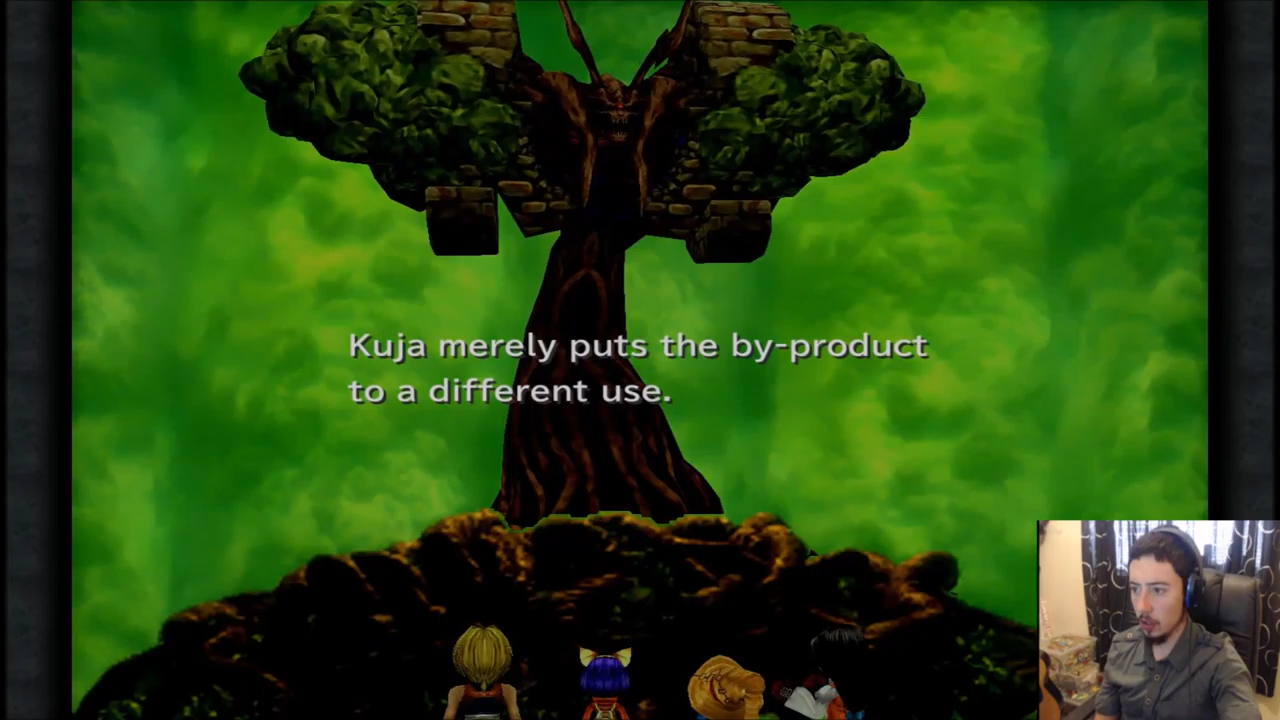 Kuja merely puts the by-product
to a different use.